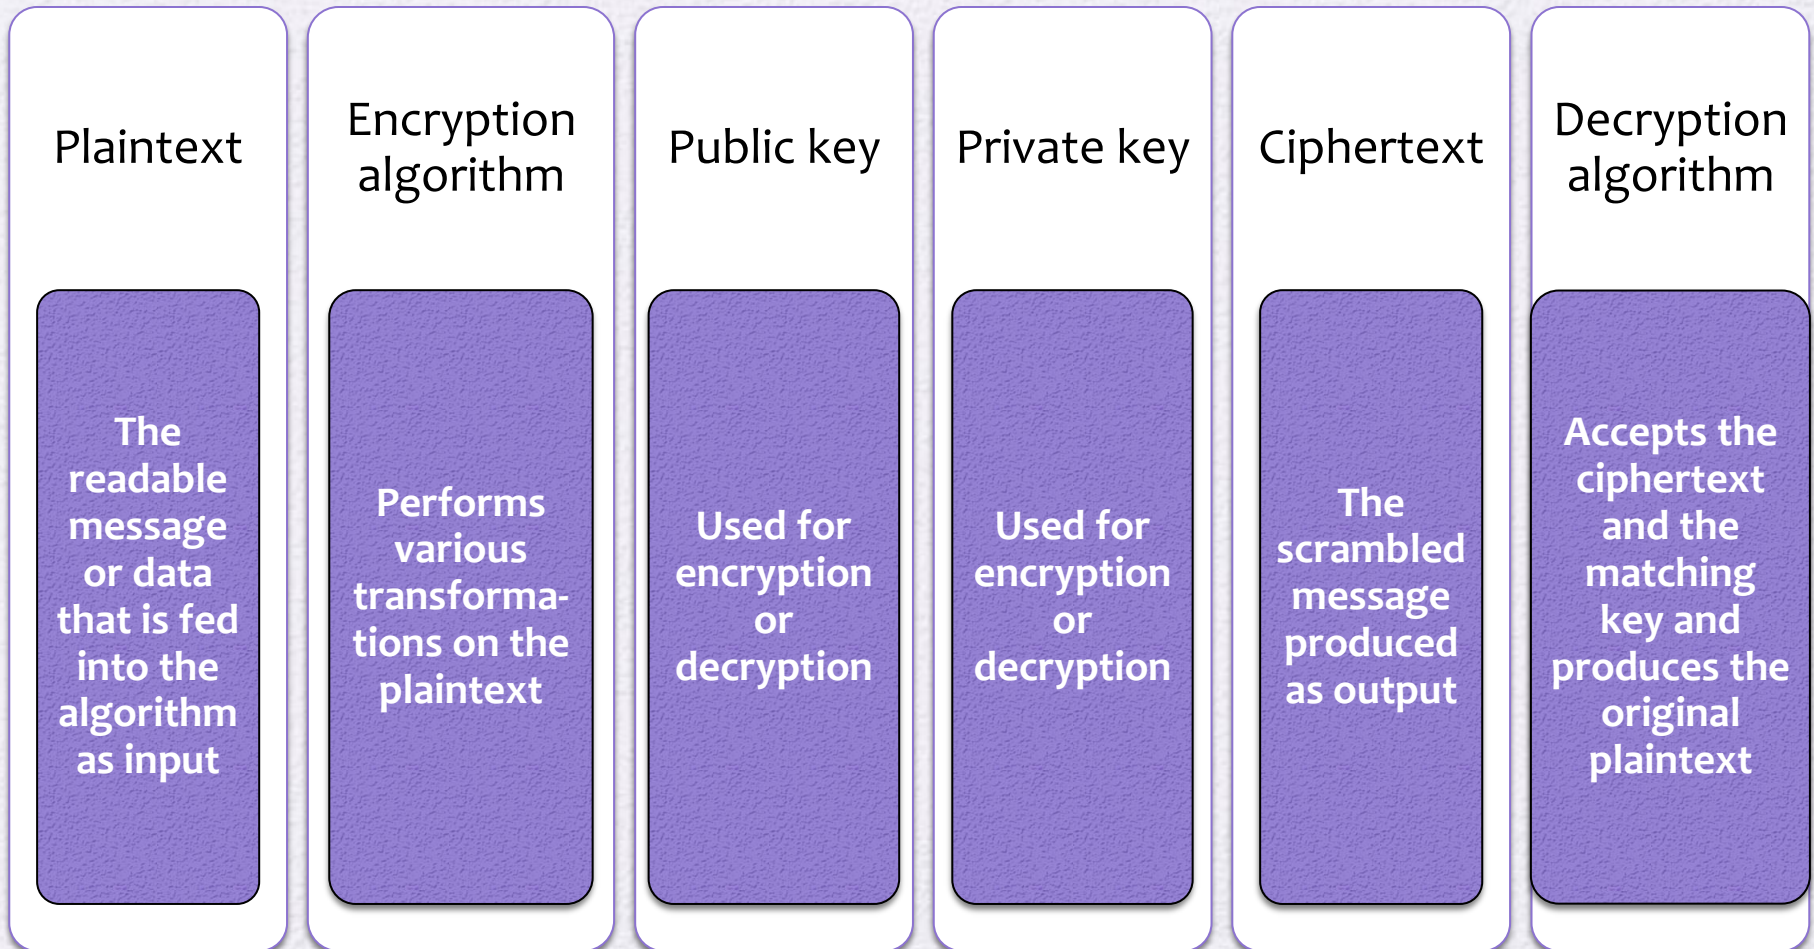 Plaintext
The
readable
message
or data
that is fed
into the
algorithm
as input
Encryption
algorithm
Performs
various
transforma-
tions on the
plaintext
Public key
Used for
encryption
or
decryption
Private key
Used for
encryption
or
decryption
Ciphertext
The
scrambled
message
produced
as output
Decryption
algorithm
Accepts the
ciphertext
and the
matching
key and
produces the
original
plaintext